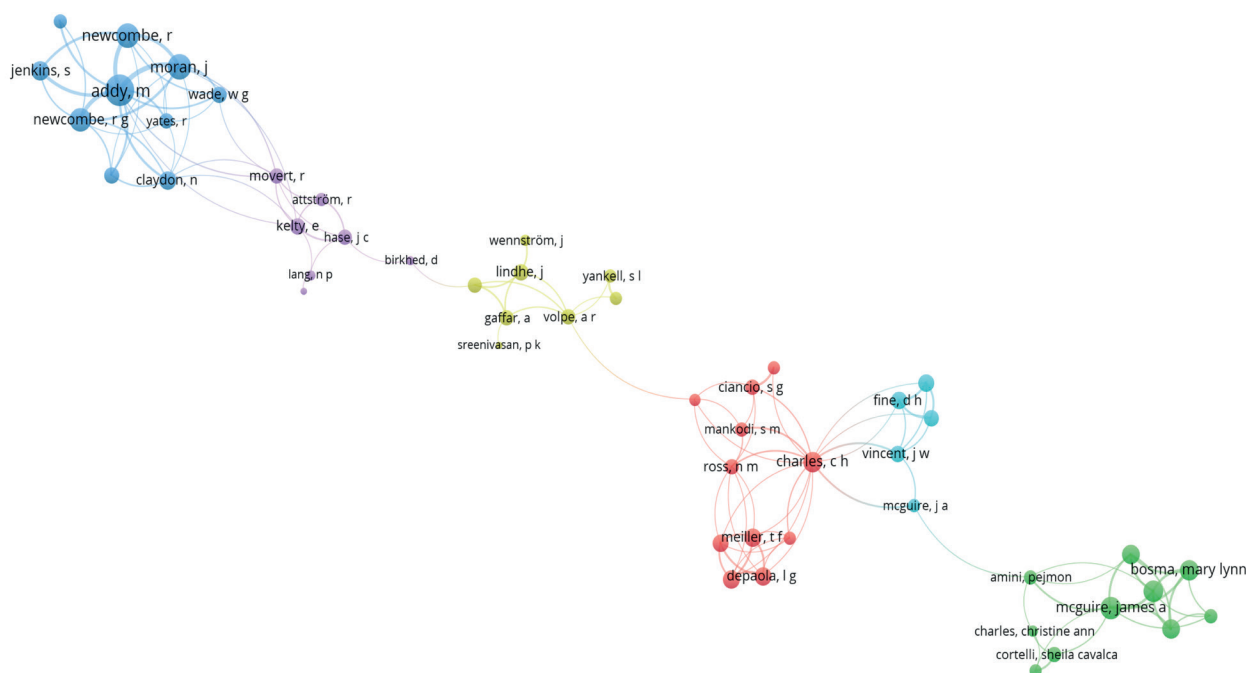 newcombe, r
moran, j
jenkins, s
addy, m
wade, w g
newcombe, r g
yates, r
claydon, n
movert, r
attström, r
kelty, e
hase, j c
birkhed, d
lang, n p
wennström, j
lindhe, j
yankell, s l
gaffar, a
volpe, a r
sreenivasan, p k
ciancio, s g
fine, d h
mankodi, s m
charles, c h
vincent, j w
ross, n m
mcguire, j a
meiller, t f
depaola, l g
amini, pejmon
bosma, mary lynn
mcguire, james a
charles, christine ann
cortelli, sheila cavalca